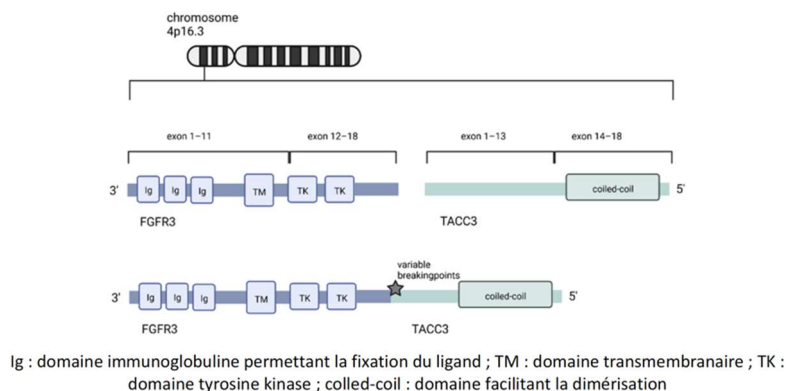 chromosome
4p16.3
exon 1–11 exon 12–18 exon 1–13 exon 14–18
3' Ig Ig Ig TM TK TK coiled-coil 5'
FGFR3 TACC3
variable
breakingpoints
3' Ig Ig Ig TM TK TK coiled-coil 5'
FGFR3 TACC3
Ig : domaine immunoglobuline permettant la fixation du ligand ; TM : domaine transmembranaire ; TK :
domaine tyrosine kinase ; colled-coil : domaine facilitant la dimérisation